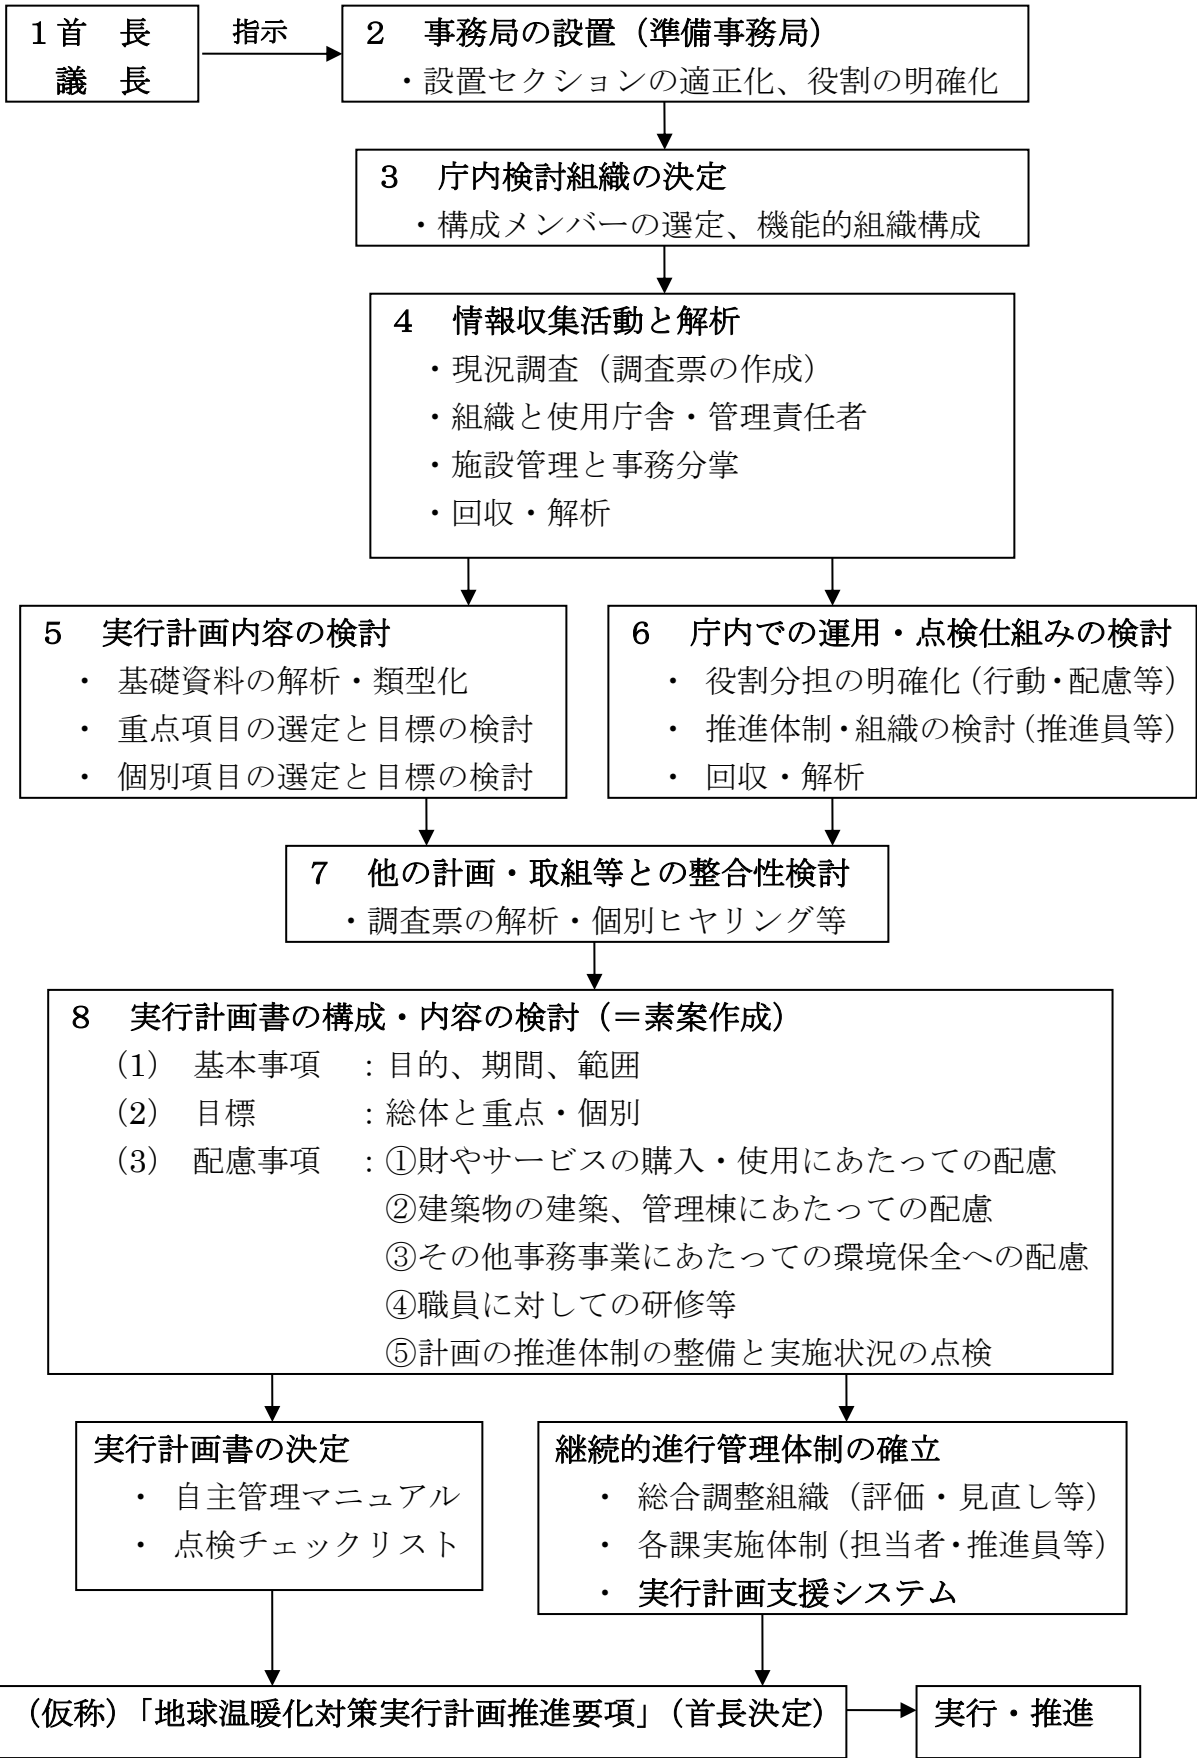 1首　長
議　長
指示
2　事務局の設置（準備事務局）
・設置セクションの適正化、役割の明確化
3　庁内検討組織の決定
・構成メンバーの選定、機能的組織構成
4　情報収集活動と解析
・現況調査（調査票の作成）
・組織と使用庁舎・管理責任者
・施設管理と事務分掌
・回収・解析
5　実行計画内容の検討
・ 基礎資料の解析・類型化
・ 重点項目の選定と目標の検討
・ 個別項目の選定と目標の検討
6　庁内での運用・点検仕組みの検討
・ 役割分担の明確化（行動・配慮等）
・ 推進体制・組織の検討（推進員等）
・ 回収・解析
7　他の計画・取組等との整合性検討
・調査票の解析・個別ヒヤリング等
8　実行計画書の構成・内容の検討（＝素案作成）
(1)　基本事項　：目的、期間、範囲
(2)　目標　　　：総体と重点・個別
(3)　配慮事項　：①財やサービスの購入・使用にあたっての配慮
②建築物の建築、管理棟にあたっての配慮
③その他事務事業にあたっての環境保全への配慮
④職員に対しての研修等
⑤計画の推進体制の整備と実施状況の点検
実行計画書の決定
・ 自主管理マニュアル
・ 点検チェックリスト
継続的進行管理体制の確立
・ 総合調整組織（評価・見直し等）
・ 各課実施体制（担当者・推進員等）
・ 実行計画支援システム
（仮称）「地球温暖化対策実行計画推進要項」（首長決定）
実行・推進